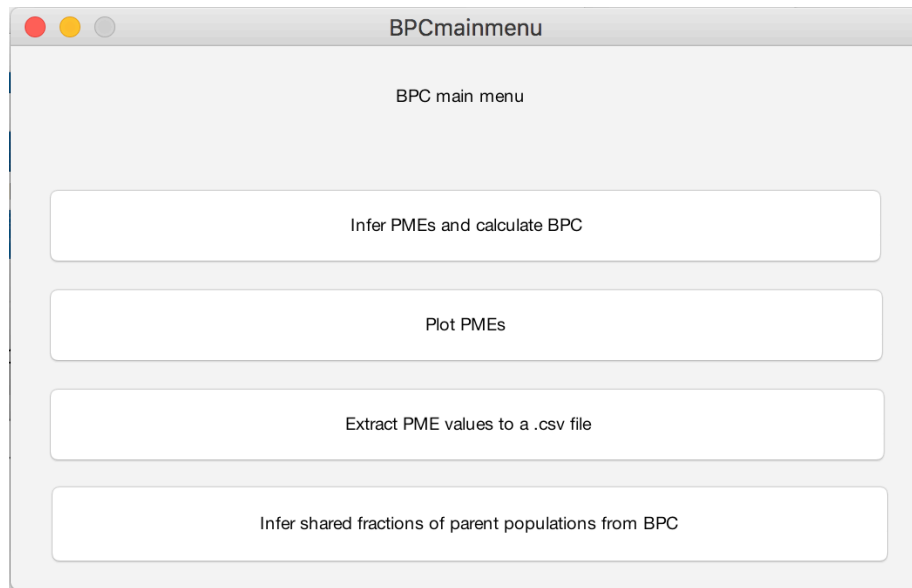 BPCmainmenu
BPC main menu
Infer PMEs and calculate BPC
Plot PMEs
Extract PME values to a .csv file
Infer shared fractions of parent populations from BPC